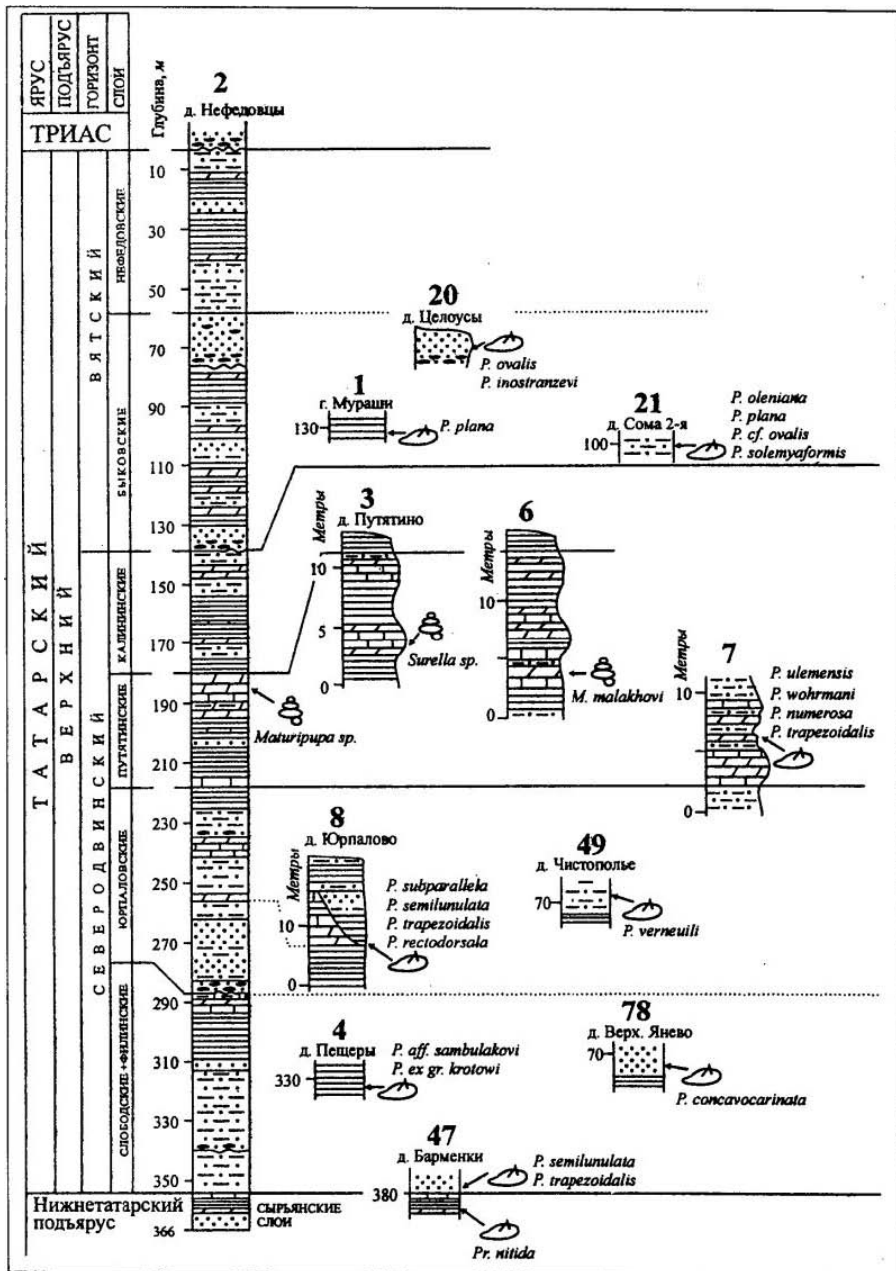 ЯРУС
ПОДЪЯРУС
ГОРИЗОНТ
СЛОИ
Глубина, м
ТРИАС
ТАТАРСКИЙ
ВЕРХНИЙ
ВЯТСКИЙ
СЕВЕРОДВИНСКИЙ
НЕФЕДОВСКИЕ
БЫКОВСКИЕ
КАЛИНИНСКИЕ
ПУТЯТИНСКИЕ
ЮРПАЛОВСКИЕ
СЛОБОДСКИЕ+ФИЛИНСКИЕ
Нижнетатарский
подъярус
СЫРЬЯНСКИЕ
СЛОИ
2
д. Нефедовцы
10
30
50
70
90
110
130
150
170
190
210
230
250
270
290
310
330
350
366
Maturipupa sp.
20
д. Целоусы
P. ovalis
P. inostranzevi
1
г. Мураши
130
P. plana
21
д. Сома 2-я
100
P. oleniana
P. plana
P. cf. ovalis
P. solemyaformis
3
д. Путятино
Метры
10
5
0
Surella sp.
6
Метры
10
0
M. malakhovi
7
Метры
10
0
P. ulemensis
P. wohrmani
P. numerosa
P. trapezoidalis
8
д. Юрпалово
Метры
10
0
P. subparallela
P. semilunulata
P. trapezoidalis
P. rectodorsala
49
д. Чистополье
70
P. verneuili
4
д. Пещеры
330
P. aff. sambulakovi
P. ex gr. krotowi
78
д. Верх. Янево
70
P. concavocarinata
47
д. Барменки
380
P. semilunulata
P. trapezoidalis
Pr. nitida